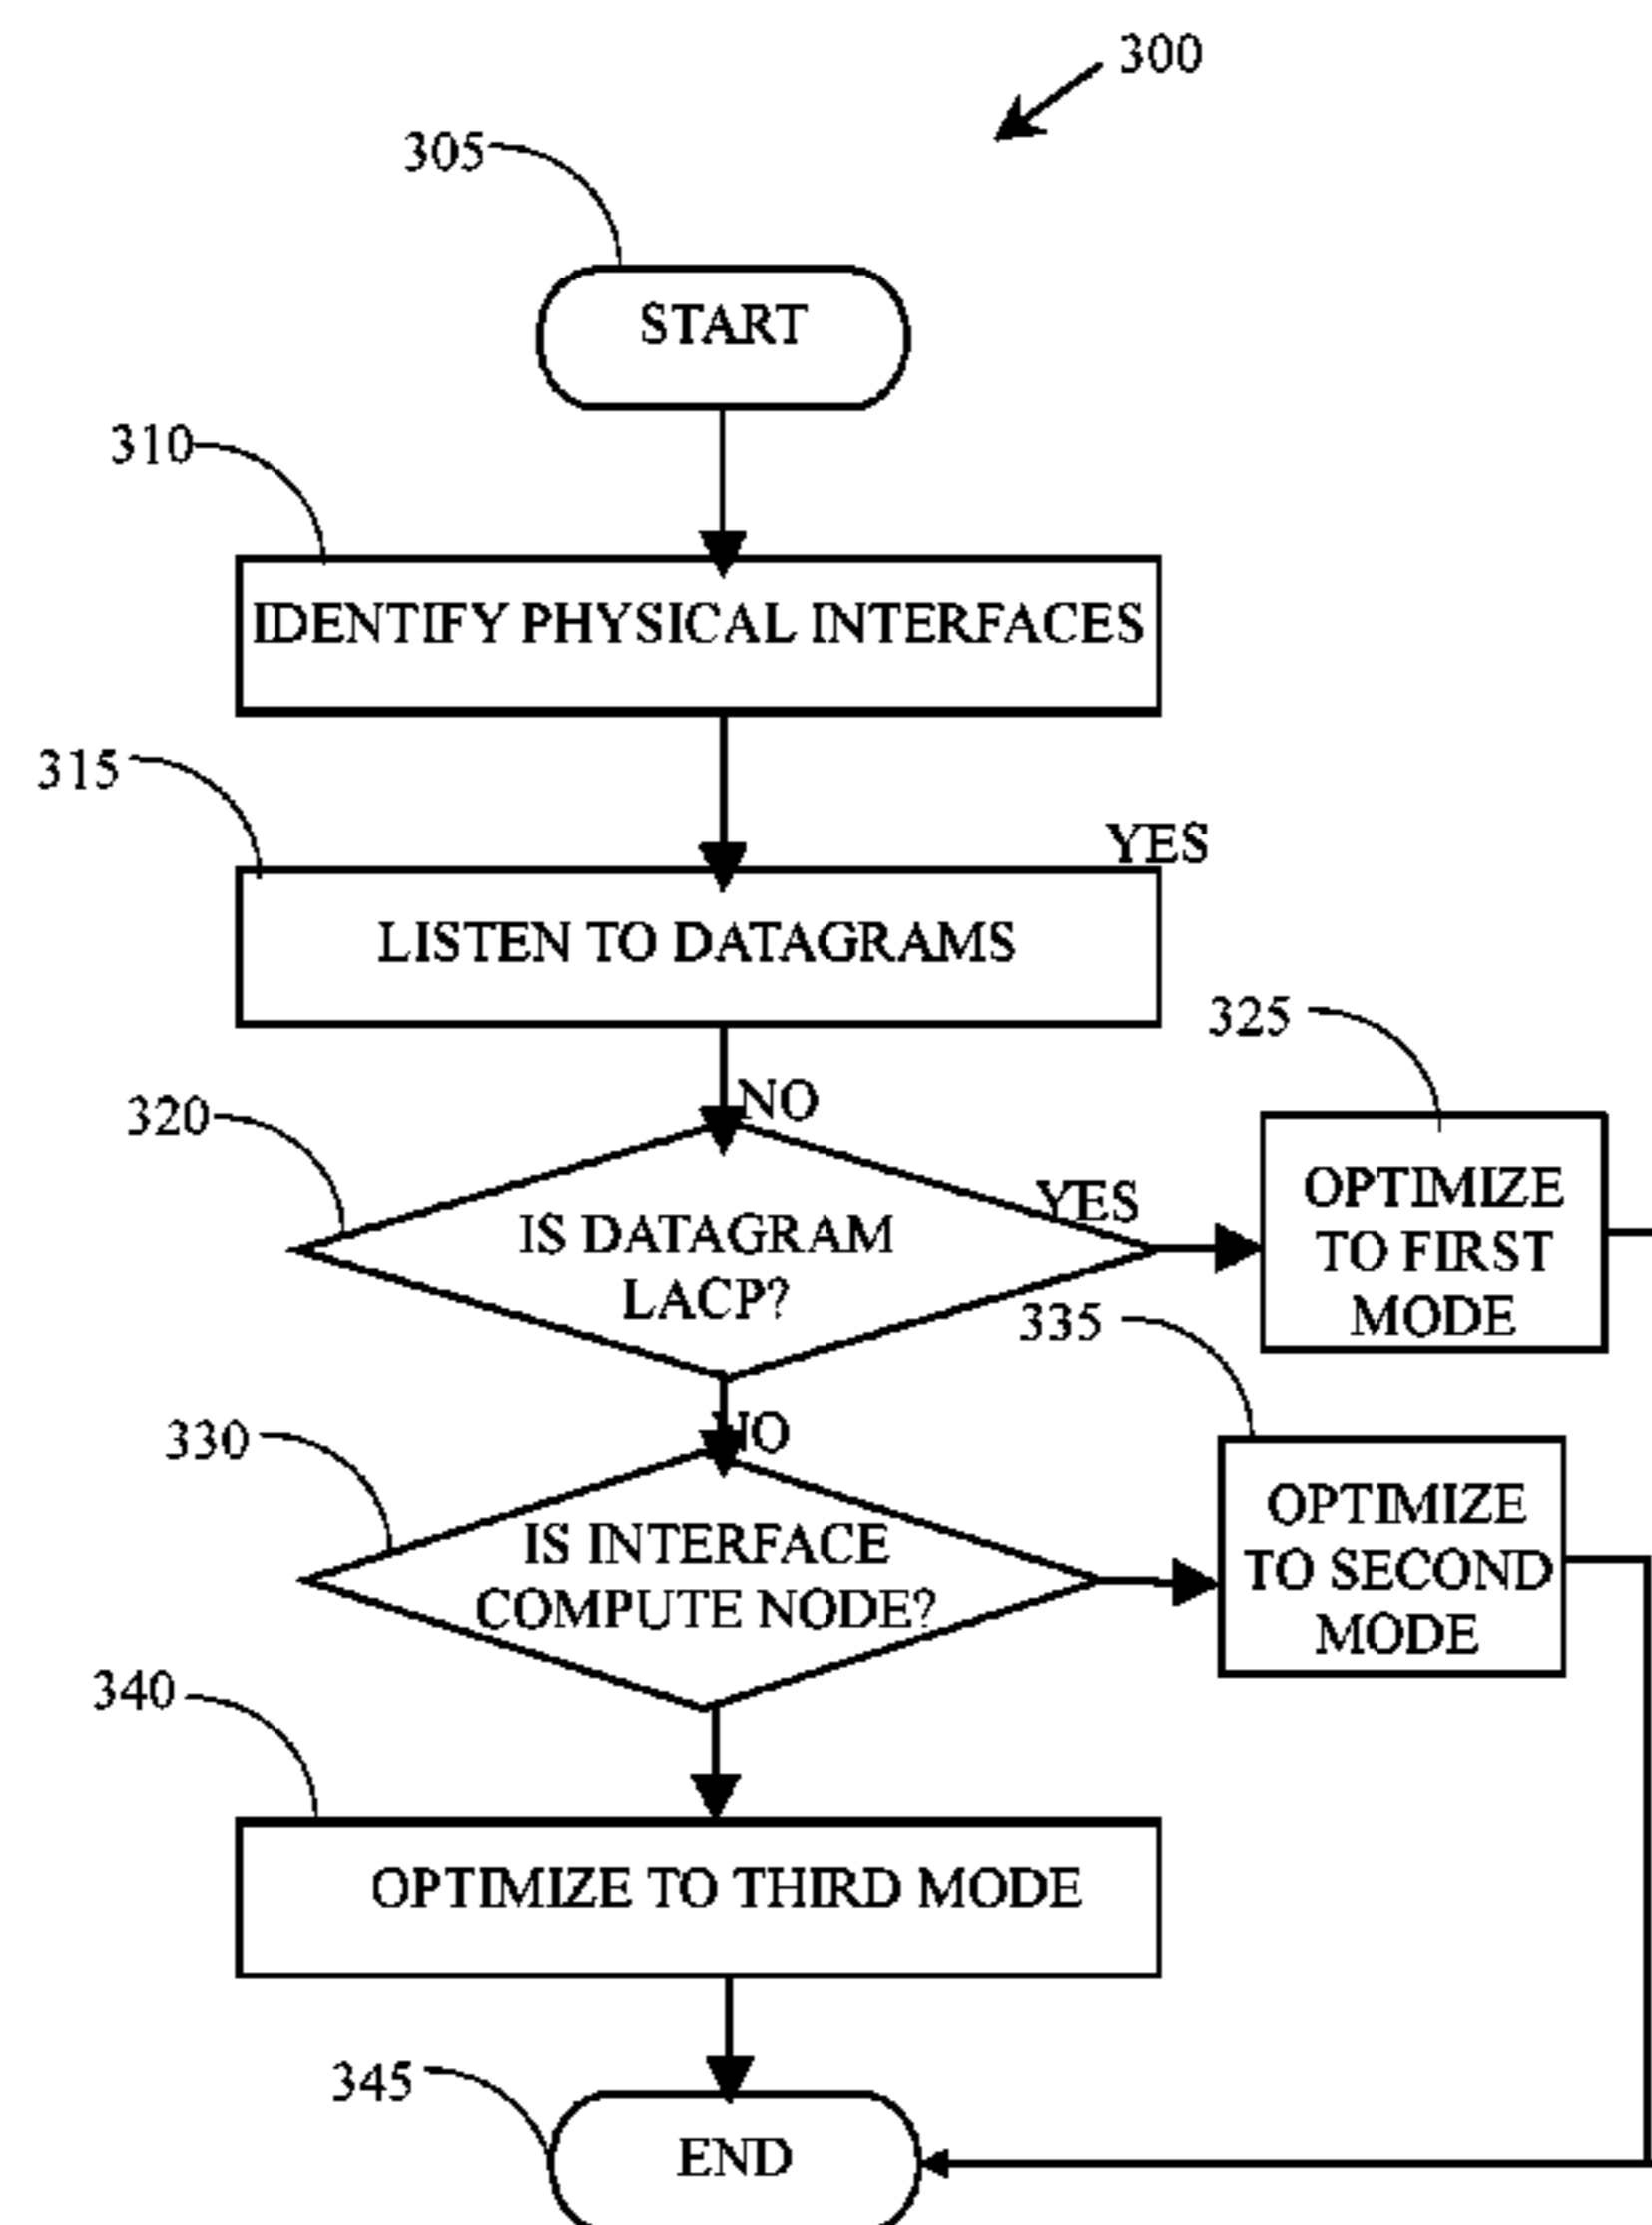 300
305
START
310
IDENTIFY PHYSICAL INTERFACES
315
YES
LISTEN TO DATAGRAMS
325
NO
320
YES
OPTIMIZE
TO FIRST
MODE
IS DATAGRAM
LACP?
335
NO
330
OPTIMIZE
TO SECOND
MODE
IS INTERFACE
COMPUTE NODE?
340
OPTIMIZE TO THIRD MODE
345
END